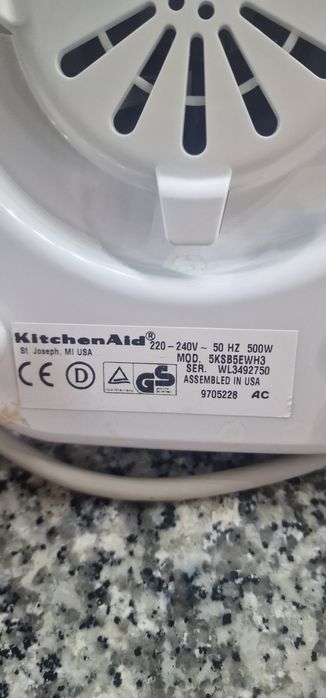 KitchenAid® 220-240V ~ 50 HZ 500W
St. Joseph, MI USA
MOD. 5KSB5EWH3
SER. WL3492750
CE D GS
ASSEMBLED IN USA
9705228 AC